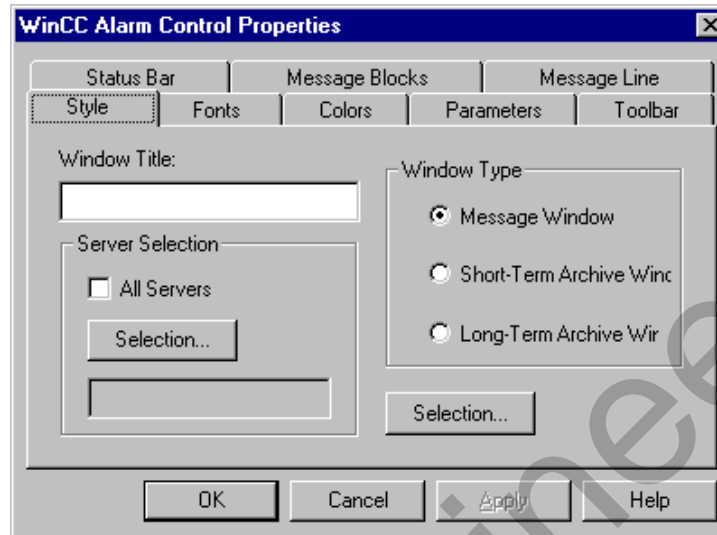 WinCC Alarm Control Properties
Status Bar Message Blocks Message Line
Style Fonts Colors Parameters Toolbar
Window Title:
Window Type
Message Window
Server Selection
All Servers
Short-Term Archive Winc
Selection...
Long-Term Archive Wir
Selection...
OK Cancel Apply Help